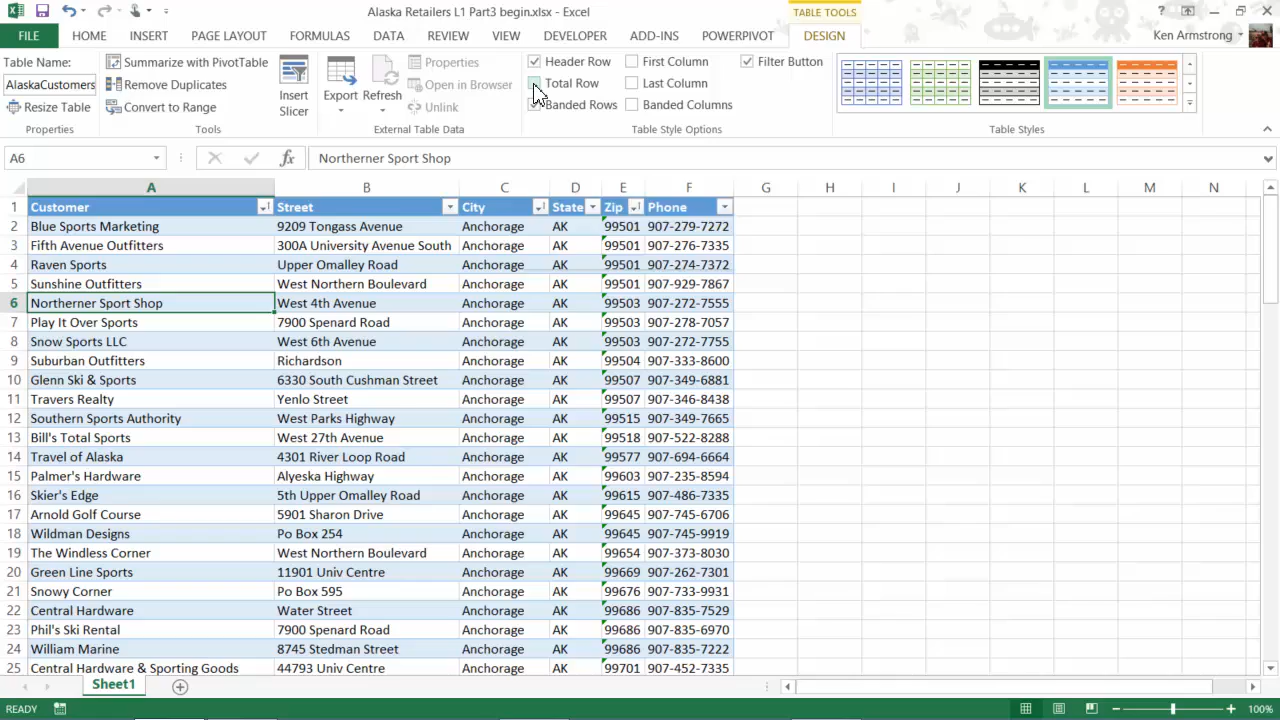 Alaska Retailers L1 Part3 begin.xlsx - Excel
TABLE TOOLS
?
FILE HOME INSERT PAGE LAYOUT FORMULAS DATA REVIEW VIEW DEVELOPER ADD-INS POWERPIVOT DESIGN Ken Armstrong
Table Name:
AlaskaCustomers
Resize Table
Properties
Summarize with PivotTable
Remove Duplicates
Convert to Range
Tools
Insert
Slicer
Export
Refresh
Properties
Open in Browser
Unlink
External Table Data
Header Row First Column Filter Button
Total Row Last Column
Banded Rows Banded Columns
Table Style Options
Table Styles
A6 fx Northerner Sport Shop
A B C D E F G H I J K L M N
1 Customer Street City State Zip Phone
2 Blue Sports Marketing 9209 Tongass Avenue Anchorage AK 99501 907-279-7272
3 Fifth Avenue Outfitters 300A University Avenue South Anchorage AK 99501 907-276-7335
4 Raven Sports Upper Omalley Road Anchorage AK 99501 907-274-7372
5 Sunshine Outfitters West Northern Boulevard Anchorage AK 99501 907-929-7867
6 Northerner Sport Shop West 4th Avenue Anchorage AK 99503 907-272-7555
7 Play It Over Sports 7900 Spenard Road Anchorage AK 99503 907-278-7057
8 Snow Sports LLC West 6th Avenue Anchorage AK 99503 907-272-7755
9 Suburban Outfitters Richardson Anchorage AK 99504 907-333-8600
10 Glenn Ski & Sports 6330 South Cushman Street Anchorage AK 99507 907-349-6881
11 Travers Realty Yenlo Street Anchorage AK 99507 907-346-8438
12 Southern Sports Authority West Parks Highway Anchorage AK 99515 907-349-7665
13 Bill's Total Sports West 27th Avenue Anchorage AK 99518 907-522-8288
14 Travel of Alaska 4301 River Loop Road Anchorage AK 99577 907-694-6664
15 Palmer's Hardware Alyeska Highway Anchorage AK 99603 907-235-8594
16 Skier's Edge 5th Upper Omalley Road Anchorage AK 99615 907-486-7335
17 Arnold Golf Course 5901 Sharon Drive Anchorage AK 99645 907-745-6706
18 Wildman Designs Po Box 254 Anchorage AK 99645 907-745-9919
19 The Windless Corner West Northern Boulevard Anchorage AK 99654 907-373-8030
20 Green Line Sports 11901 Univ Centre Anchorage AK 99669 907-262-7301
21 Snowy Corner Po Box 595 Anchorage AK 99676 907-733-9931
22 Central Hardware Water Street Anchorage AK 99686 907-835-7529
23 Phil's Ski Rental 7900 Spenard Road Anchorage AK 99686 907-835-6970
24 William Marine 8745 Stedman Street Anchorage AK 99686 907-835-7222
25 Central Hardware & Sporting Goods 44793 Univ Centre Anchorage AK 99701 907-452-7335
Sheet1
READY 100%